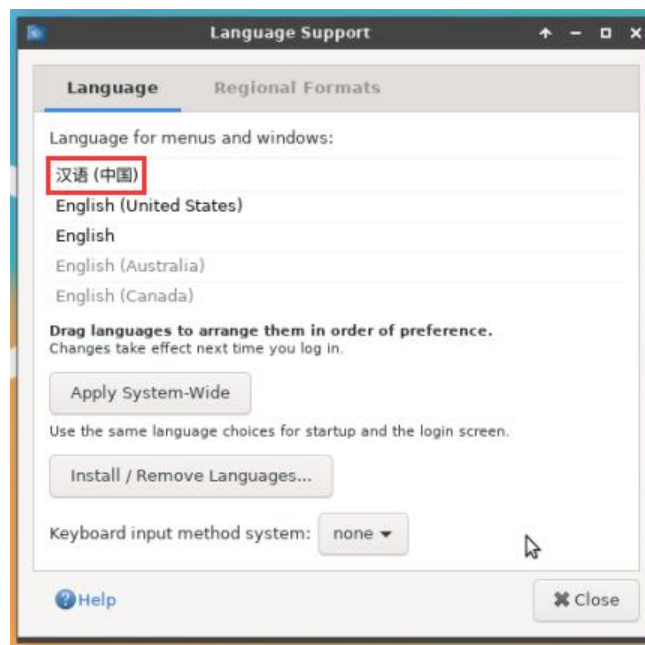 Language Support
Language Regional Formats
Language for menus and windows:
汉语 (中国)
English (United States)
English
English (Australia)
English (Canada)
Drag languages to arrange them in order of preference.
Changes take effect next time you log in.
Apply System-Wide
Use the same language choices for startup and the login screen.
Install / Remove Languages...
Keyboard input method system: none
Help Close